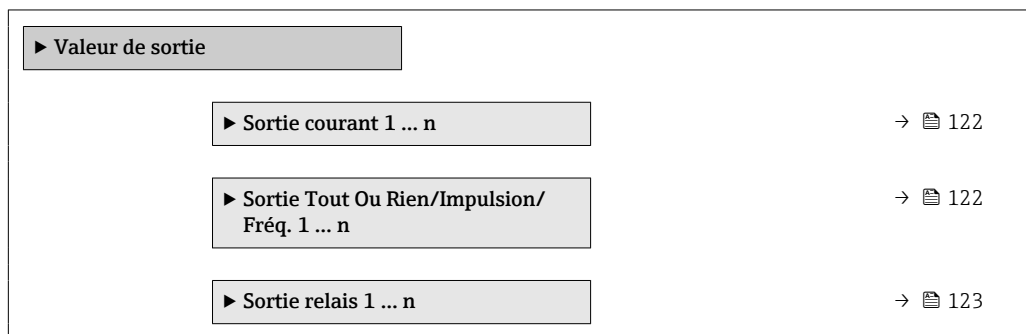 ▶ Valeur de sortie
▶ Sortie courant 1 ... n → 122
▶ Sortie Tout Ou Rien/Impulsion/ → 122
Fréq. 1 ... n
▶ Sortie relais 1 ... n → 123